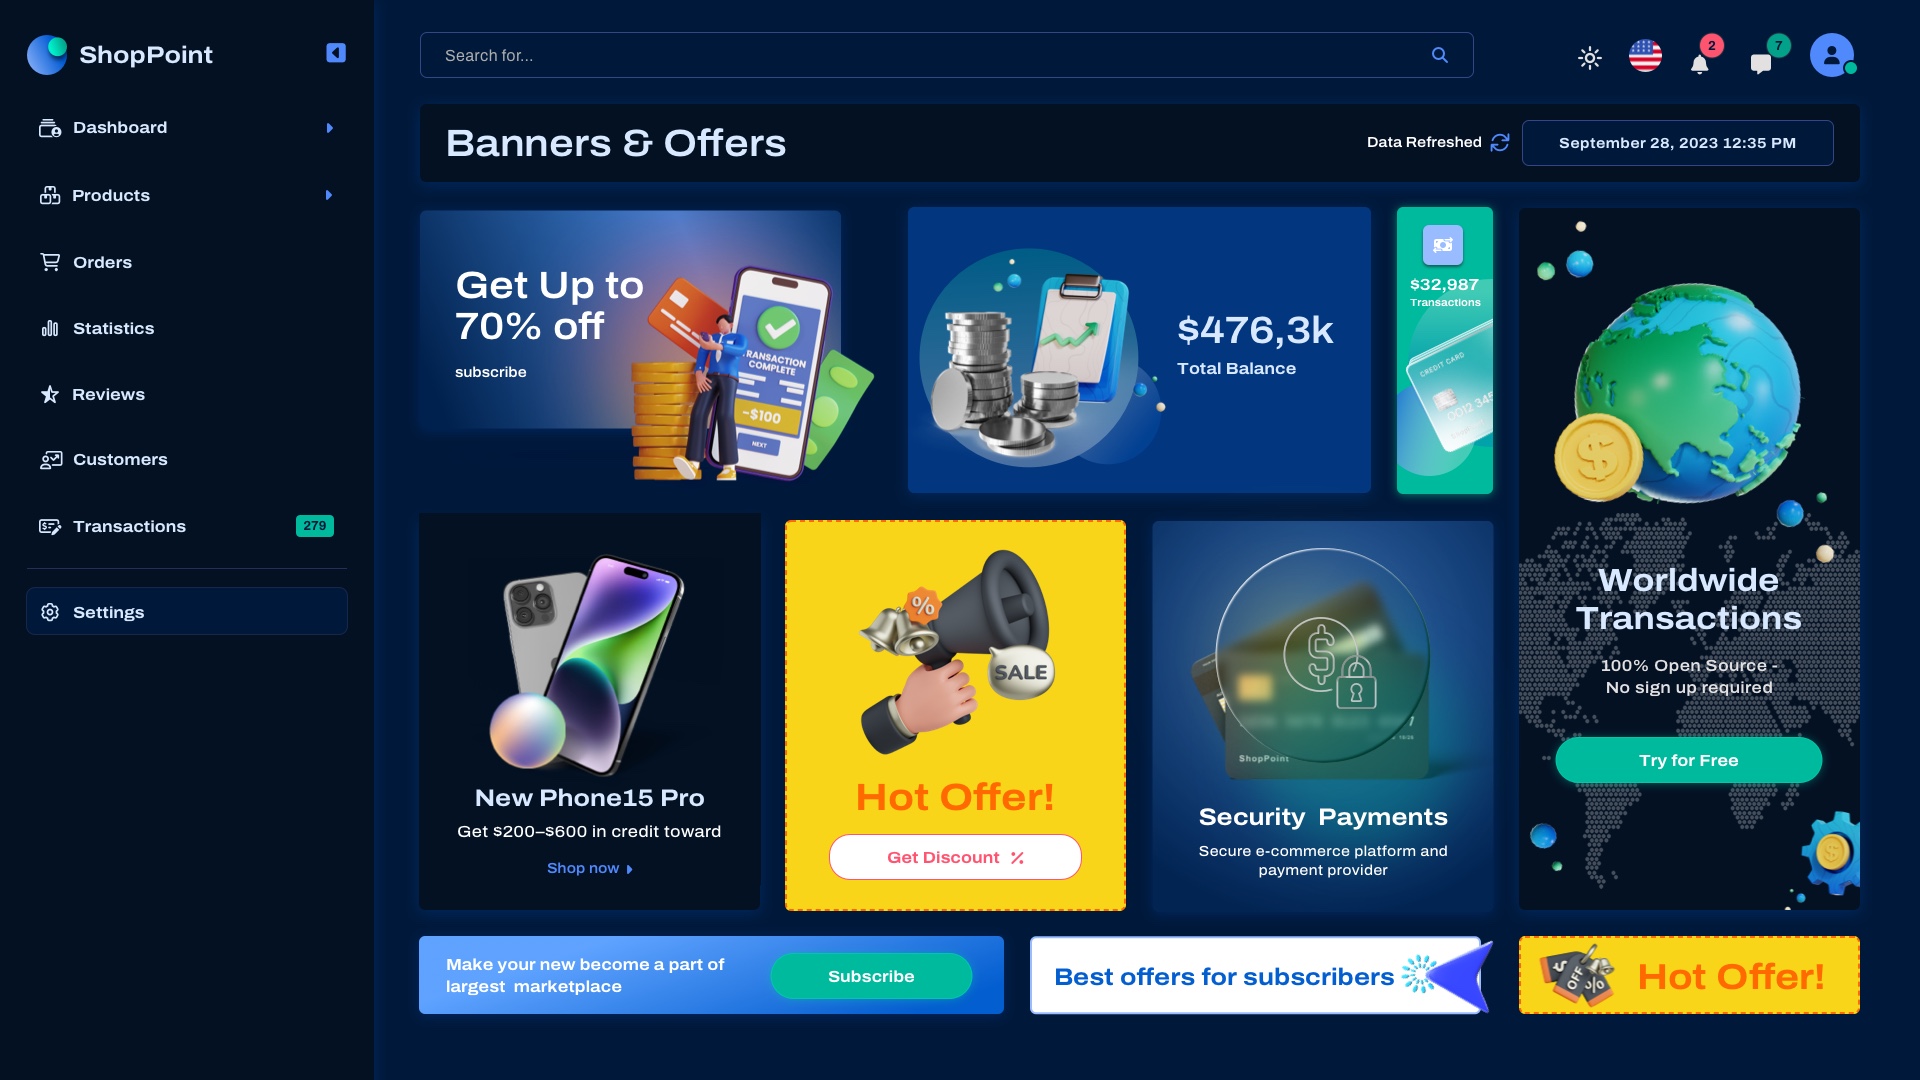 ShopPoint
Search for...
2
7
Dashboard
Products
Orders
Statistics
Reviews
Customers
Transactions
279
Settings
Banners & Offers
Data Refreshed
September 28, 2023 12:35 PM
Get Up to
70% off
subscribe
TRANSACTION
COMPLETE
-$100
NEXT
$476,3k
Total Balance
$32,987
Transactions
CREDIT CARD
0012 345
Worldwide
Transactions
100% Open Source -
No sign up required
Try for Free
New Phone15 Pro
Get $200–$600 in credit toward
Shop now
%
SALE
Hot Offer!
Get Discount
ShopPoint
Security Payments
Secure e-commerce platform and
payment provider
Make your new become a part of
largest marketplace
Subscribe
Best offers for subscribers
$
OFF
%
Hot Offer!